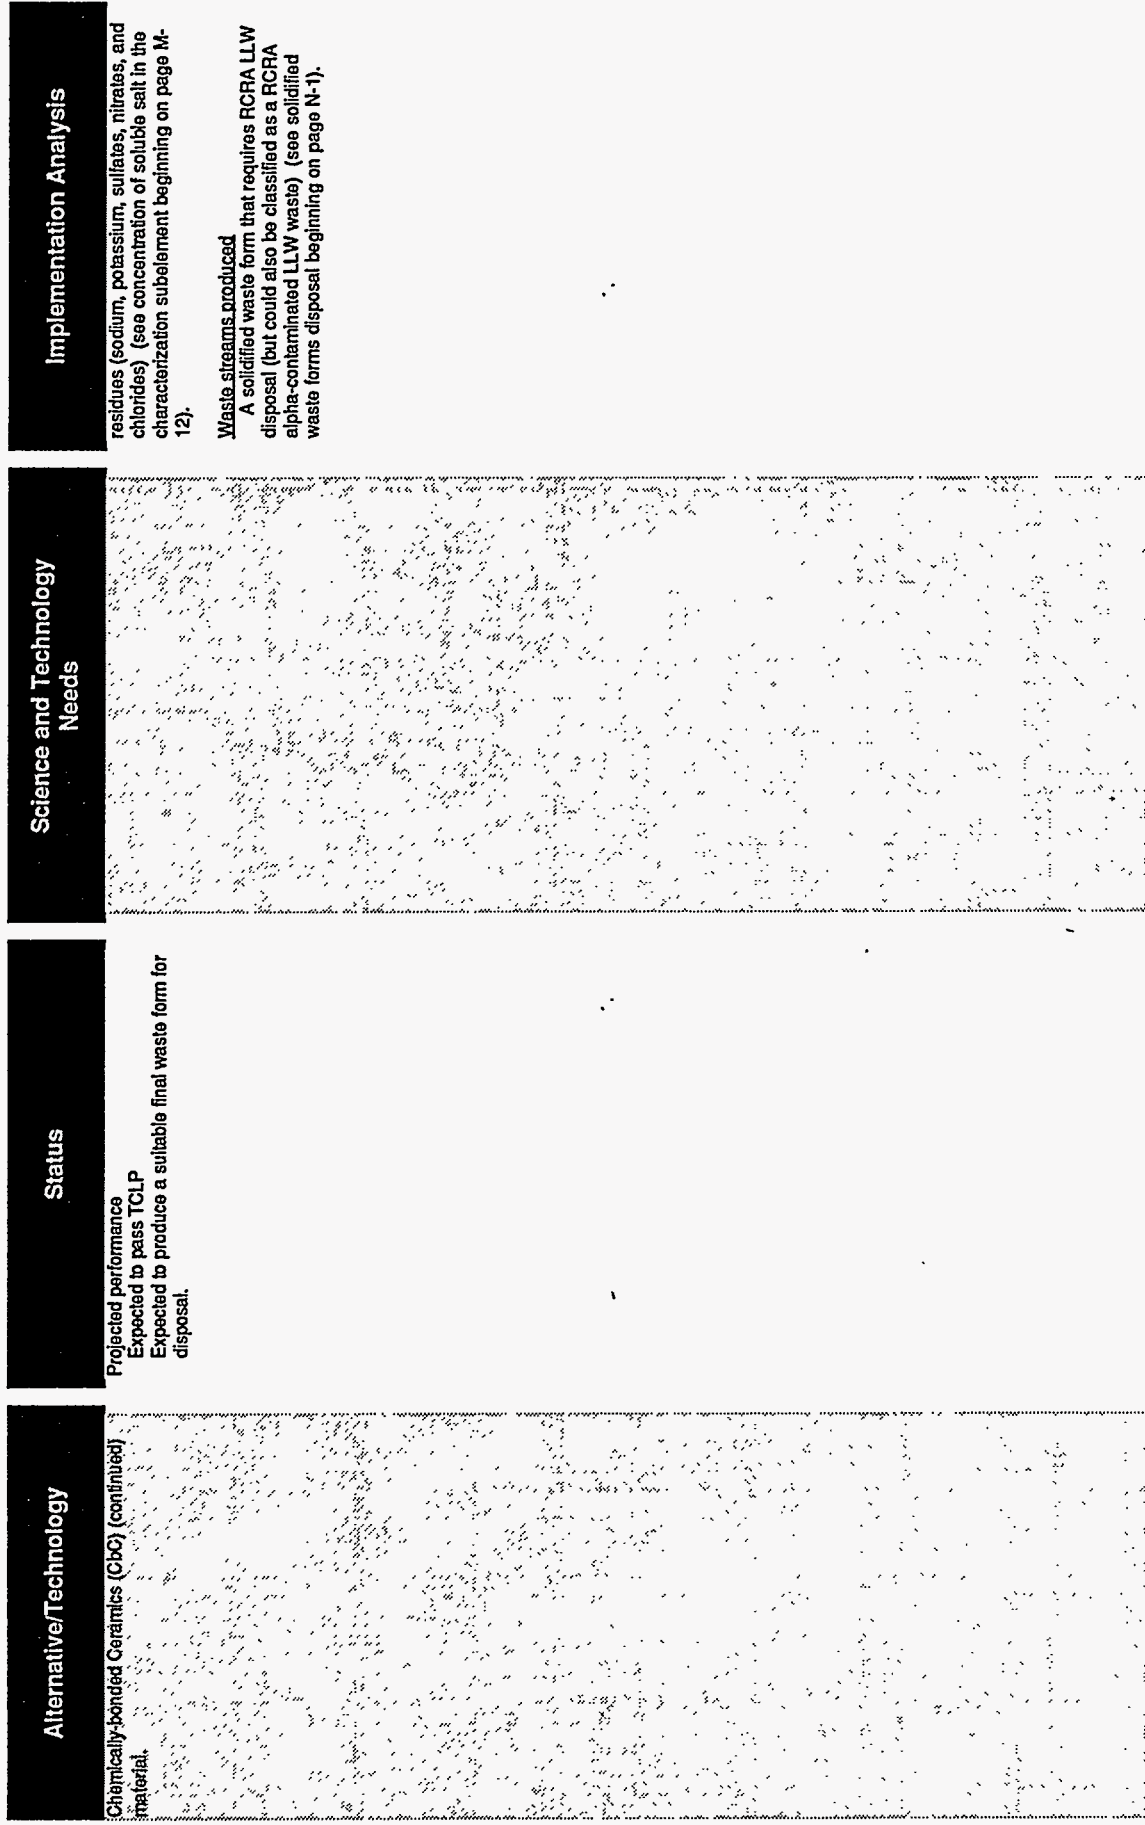 Alternative/Technology
Chemically-bonded Ceramics (CbC) (continued)
material.
Status
Projected performance
Expected to pass TCLP
Expected to produce a suitable final waste form for
disposal.
Science and Technology
Needs
Implementation Analysis
residues (sodium, potassium, sulfates, nitrates, and
chlorides) (see concentration of soluble salt in the
characterization subelement beginning on page M-
12).
Waste streams produced
A solidified waste form that requires RCRA LLW
disposal (but could also be classified as a RCRA
alpha-contaminated LLW waste) (see solidified
waste forms disposal beginning on page N-1).